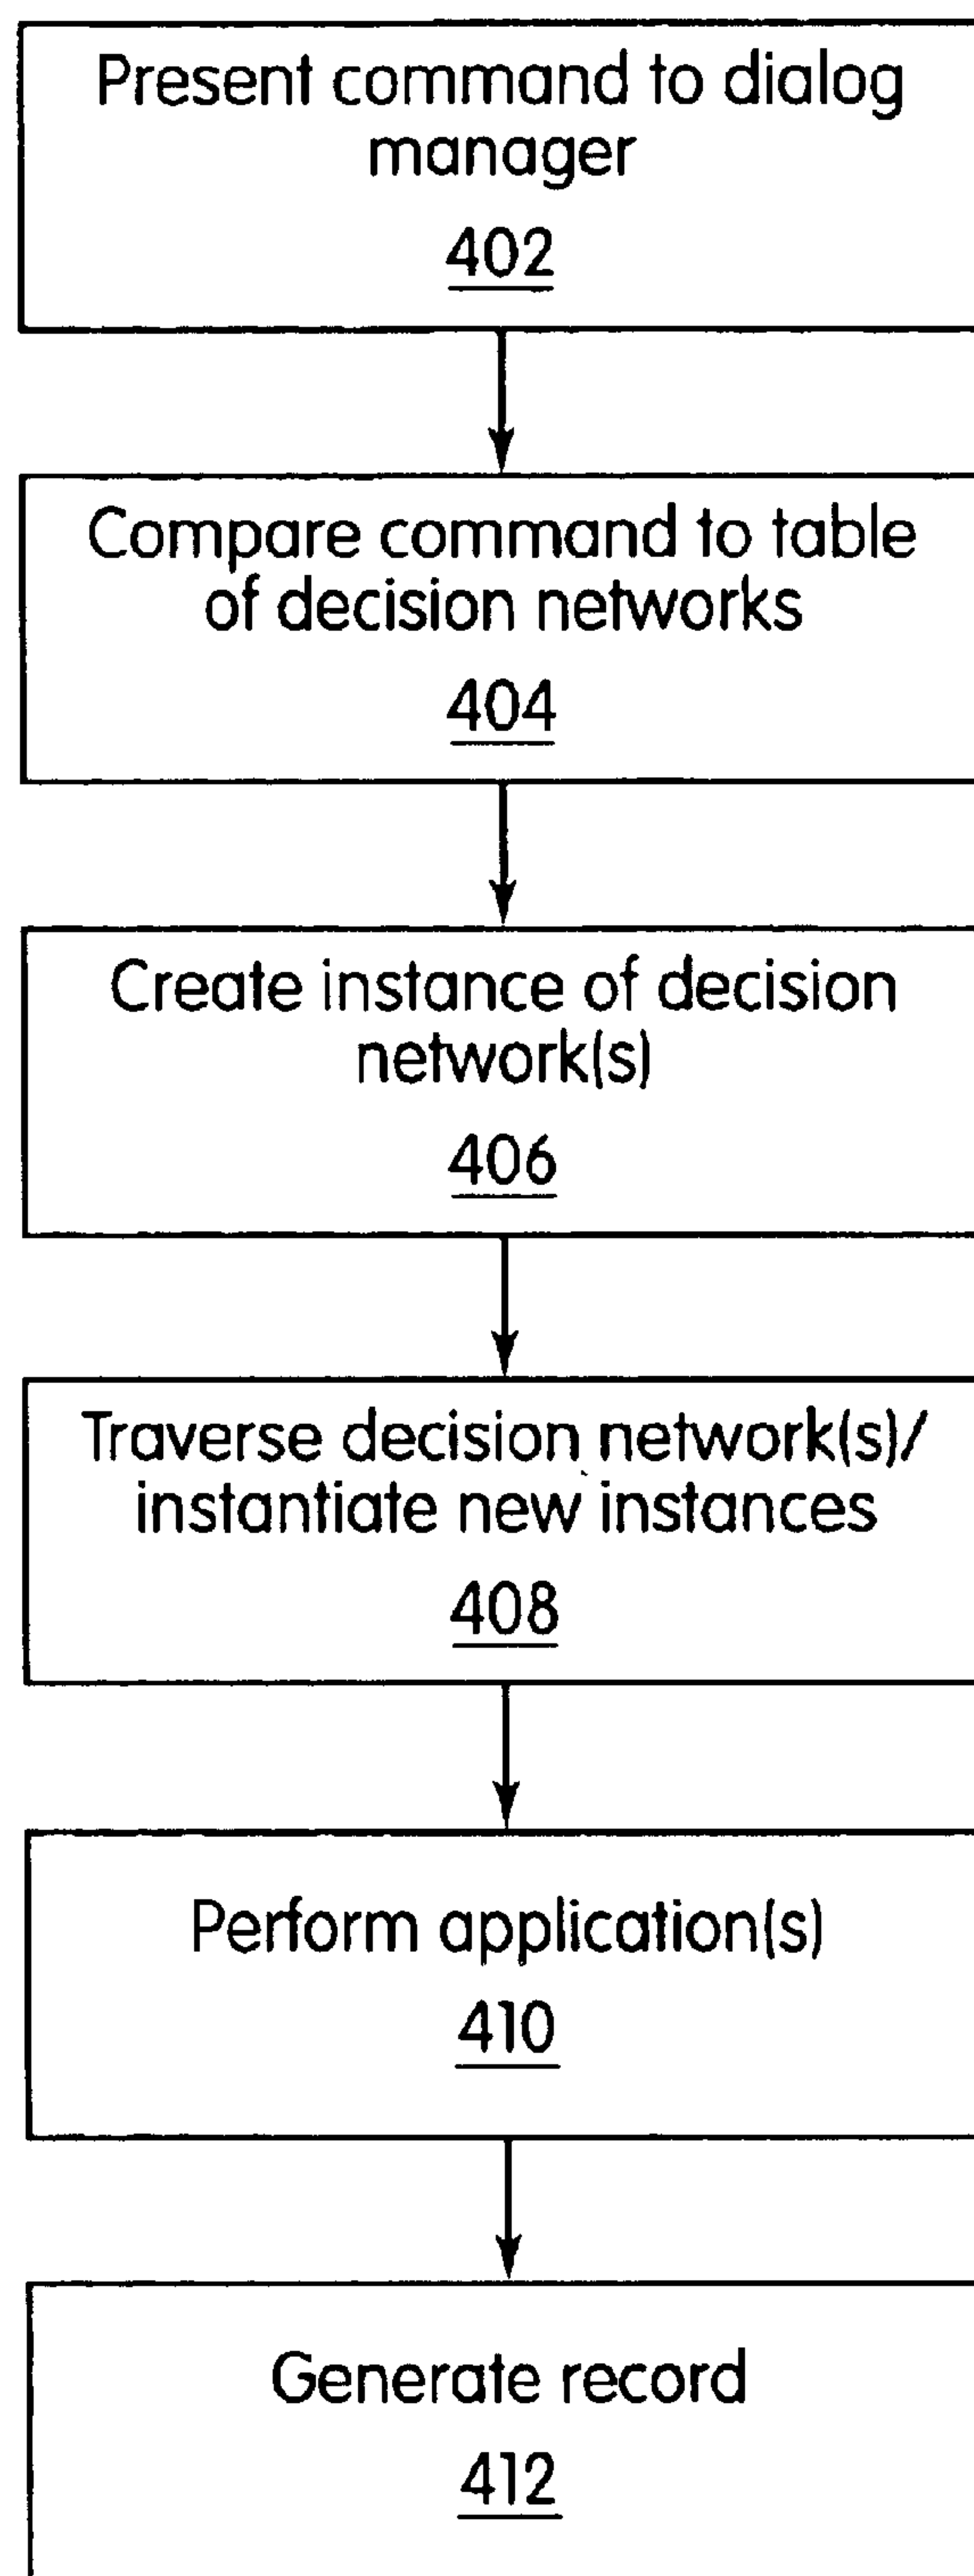 Present command to dialog
manager
402
Compare command to table
of decision networks
404
Create instance of decision
network(s)
406
Traverse decision network(s)/
instantiate new instances
408
Perform application(s)
410
Generate record
412